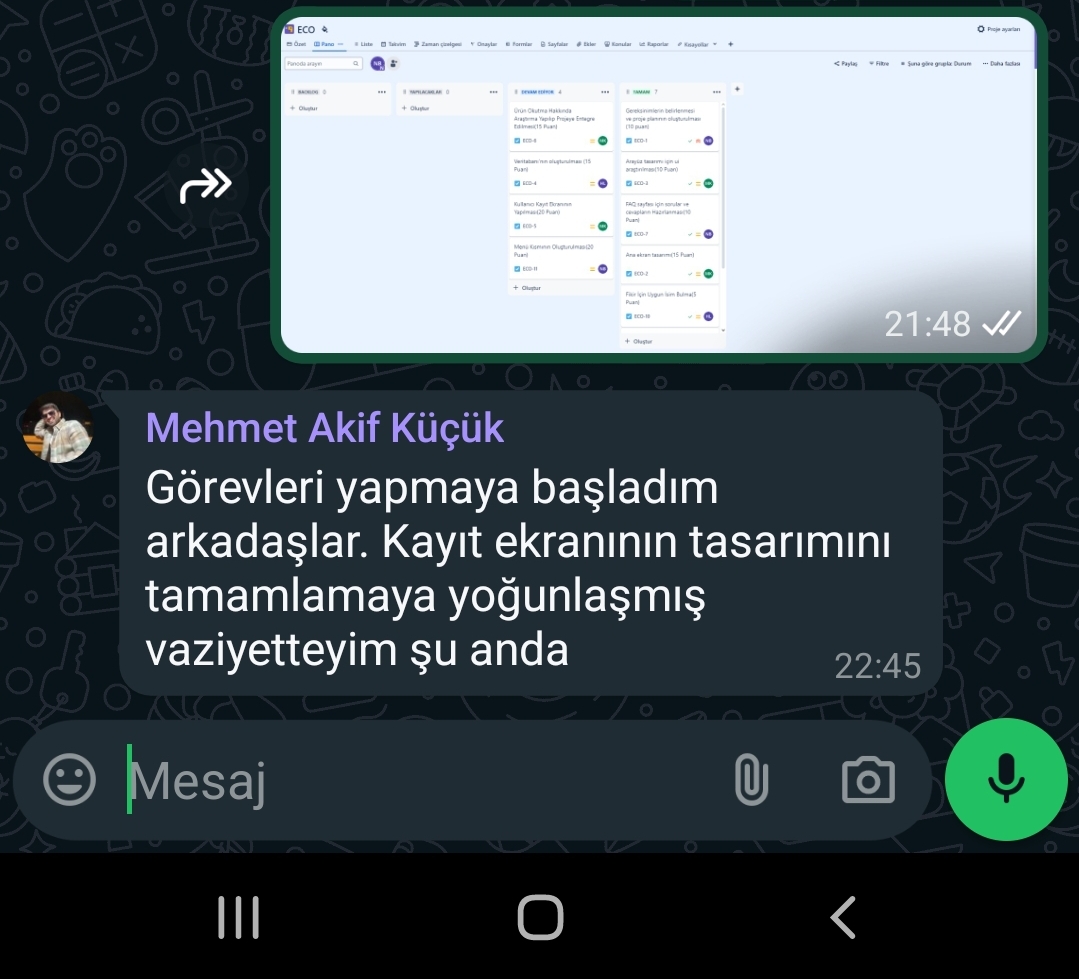 ECO
Proje ayarları
Özet Pano Liste Takvim Zaman çizelgesi Onaylar Formlar Sayfalar Ekler Konular Raporlar Kısayollar
Panoda arayın
Paylaş Filtre Şuna göre grupla: Durum Daha fazlası
BACKLOG 0
+ Oluştur
YAPILACAKLAR 0
+ Oluştur
DEVAM EDİYOR 4
Ürün Okutma Hakkında
Araştırma Yapılıp Projeye Entegre
Edilmesi(15 Puan)
ECO-6
Veritabanı'nın oluşturulması (15
Puan)
ECO-4
Kullanıcı Kayıt Ekranının
Yapılması(20 Puan)
ECO-5
Menü Kısmının Oluşturulması(20
Puan)
ECO-11
+ Oluştur
TAMAM 7
Gereksinimlerin belirlenmesi
ve proje planının oluşturulması
(10 puan)
ECO-1
Arayüz tasarımı için ui
araştırılması(10 Puan)
ECO-3
FAQ sayfası için sorular ve
cevapların Hazırlanması(10
Puan)
ECO-7
Ana ekran tasarımı(15 Puan)
ECO-2
Fikir İçin Uygun İsim Bulma(5
Puan)
ECO-10
+ Oluştur
21:48
Mehmet Akif Küçük
Görevleri yapmaya başladım
arkadaşlar. Kayıt ekranının tasarımını
tamamlamaya yoğunlaşmış
vaziyetteyim şu anda
22:45
Mesaj